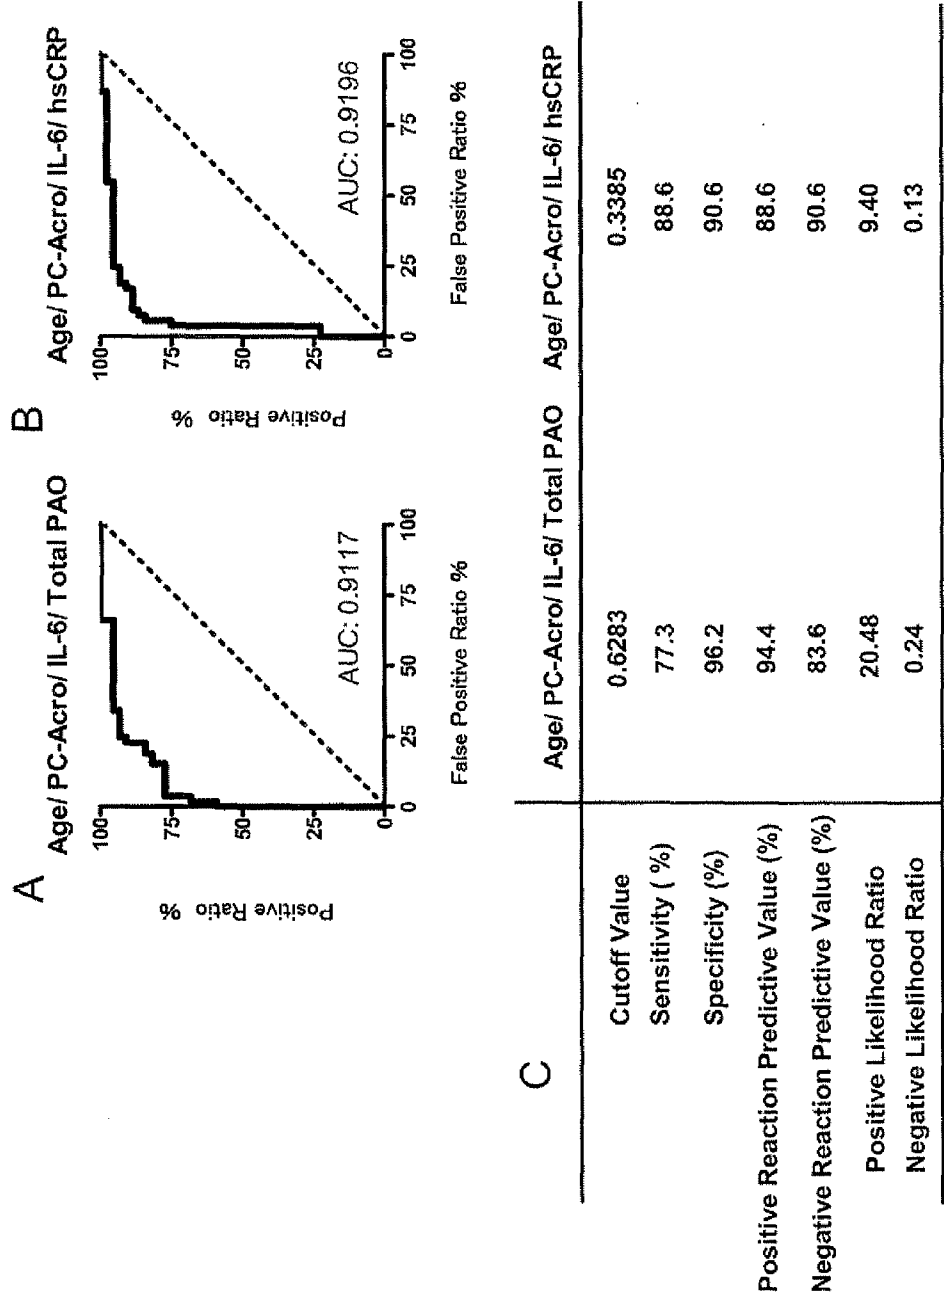 A
Age/ PC-Acro/ IL-6/ Total PAO
Positive Ratio %
100
75
50
25
0
AUC: 0.9117
0 25 50 75 100
False Positive Ratio %
B
Age/ PC-Acro/ IL-6/ hsCRP
Positive Ratio %
100
75
50
25
0
AUC: 0.9196
0 25 50 75 100
False Positive Ratio %
C
Age/ PC-Acro/ IL-6/ Total PAO Age/ PC-Acro/ IL-6/ hsCRP
Cutoff Value 0.6283 0.3385
Sensitivity ( %) 77.3 88.6
Specificity (%) 96.2 90.6
Positive Reaction Predictive Value (%) 94.4 88.6
Negative Reaction Predictive Value (%) 83.6 90.6
Positive Likelihood Ratio 20.48 9.40
Negative Likelihood Ratio 0.24 0.13